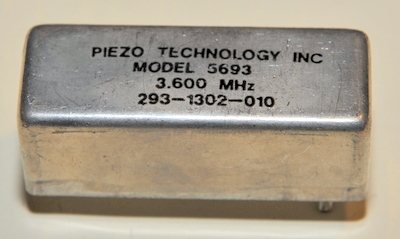 PIEZO TECHNOLOGY INC
MODEL 5693
3.600 MHz
293-1302-010